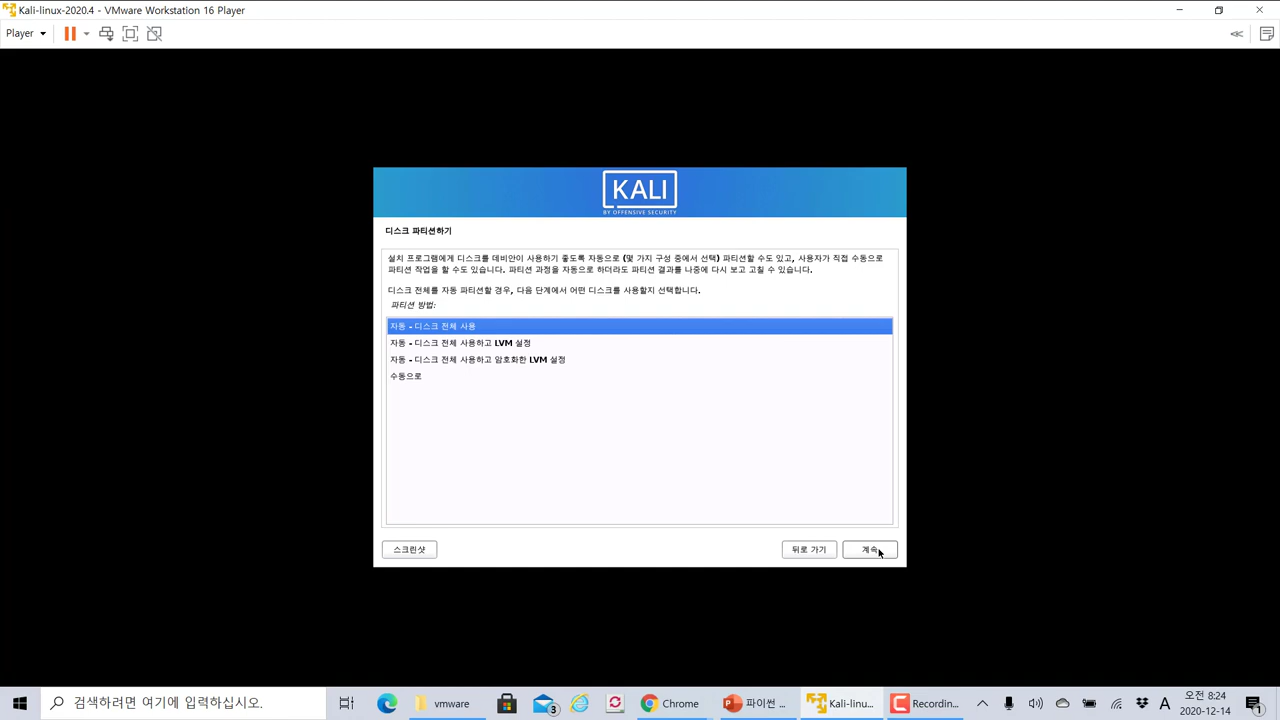 Kali-linux-2020.4 - VMware Workstation 16 Player
Player
KALI
BY OFFENSIVE SECURITY
디스크 파티션하기
설치 프로그램에게 디스크를 데비안이 사용하기 좋도록 자동으로 (몇 가지 구성 중에서 선택) 파티션할 수도 있고, 사용자가 직접 수동으로
파티션 작업을 할 수도 있습니다. 파티션 과정을 자동으로 하더라도 파티션 결과를 나중에 다시 보고 고칠 수 있습니다.
디스크 전체를 자동 파티션할 경우, 다음 단계에서 어떤 디스크를 사용할지 선택합니다.
파티션 방법:
자동 - 디스크 전체 사용
자동 - 디스크 전체 사용하고 LVM 설정
자동 - 디스크 전체 사용하고 암호화한 LVM 설정
수동으로
스크린샷
뒤로 가기
계속
검색하려면 여기에 입력하십시오.
vmware
3
Chrome
파이썬 ...
Kali-linu...
Recordin...
A
오전 8:24
2020-12-14
1